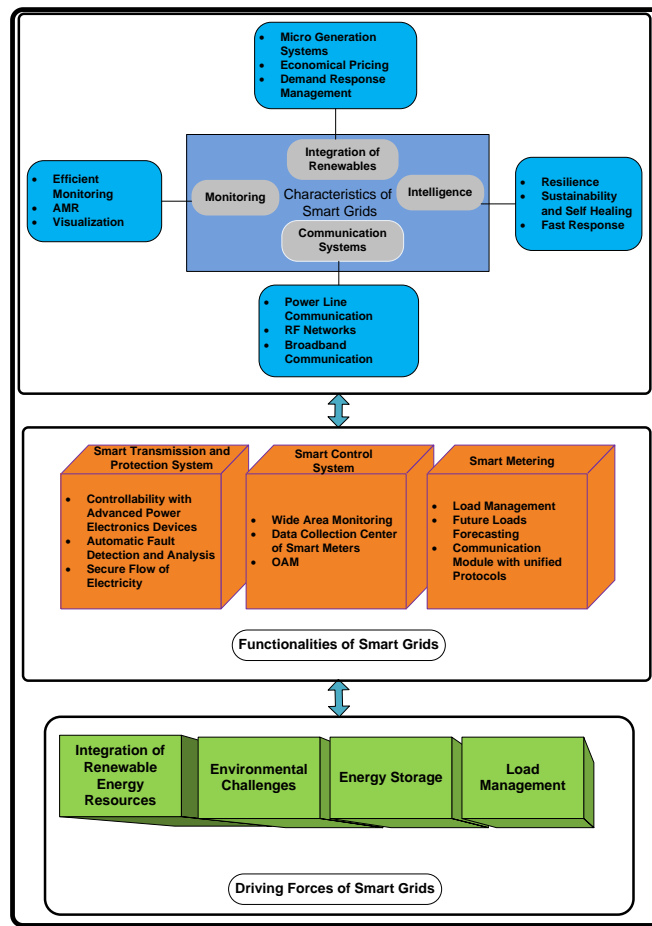 Micro Generation
Systems
Economical Pricing
Demand Response
Management
Integration of
Renewables
Efficient
Monitoring
AMR
Visualization
Monitoring
Characteristics of
Smart Grids
Intelligence
Resilience
Sustainability
and Self Healing
Fast Response
Communication
Systems
Power Line
Communication
RF Networks
Broadband
Communication
Smart Transmission and
Protection System
Controllability with
Advanced Power
Electronics Devices
Automatic Fault
Detection and Analysis
Secure Flow of
Electricity
Smart Control
System
Wide Area Monitoring
Data Collection Center
of Smart Meters
OAM
Smart Metering
Load Management
Future Loads
Forecasting
Communication
Module with unified
Protocols
Functionalities of Smart Grids
Integration of
Renewable
Energy
Resources
Environmental
Challenges
Energy Storage
Load
Management
Driving Forces of Smart Grids